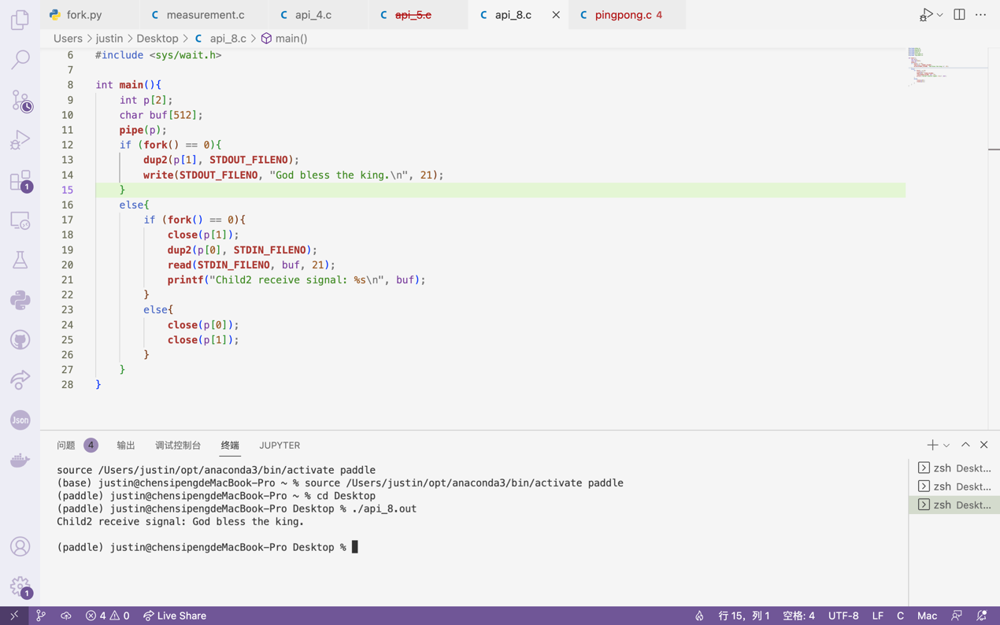 fork.py
C measurement.c
C api_4.c
C api_5.c
C api_8.c
C pingpong.c 4
Users > justin > Desktop > C api_8.c > main()
6 #include <sys/wait.h>
7
8 int main(){
9 int p[2];
10 char buf[512];
11 pipe(p);
12 if (fork() == 0){
13 dup2(p[1], STDOUT_FILENO);
14 write(STDOUT_FILENO, "God bless the king.\n", 21);
15 }
16 else{
17 if (fork() == 0){
18 close(p[1]);
19 dup2(p[0], STDIN_FILENO);
20 read(STDIN_FILENO, buf, 21);
21 printf("Child2 receive signal: %s\n", buf);
22 }
23 else{
24 close(p[0]);
25 close(p[1]);
26 }
27 }
28 }
1
Json
1
问题 4 输出 调试控制台 终端 JUPYTER
source /Users/justin/opt/anaconda3/bin/activate paddle
(base) justin@chensipengdeMacBook-Pro ~ % source /Users/justin/opt/anaconda3/bin/activate paddle
(paddle) justin@chensipengdeMacBook-Pro ~ % cd Desktop
(paddle) justin@chensipengdeMacBook-Pro Desktop % ./api_8.out
Child2 receive signal: God bless the king.
(paddle) justin@chensipengdeMacBook-Pro Desktop %
zsh Deskt...
zsh Deskt...
zsh Deskt...
4 0 Live Share 行 15，列 1 空格: 4 UTF-8 LF C Mac